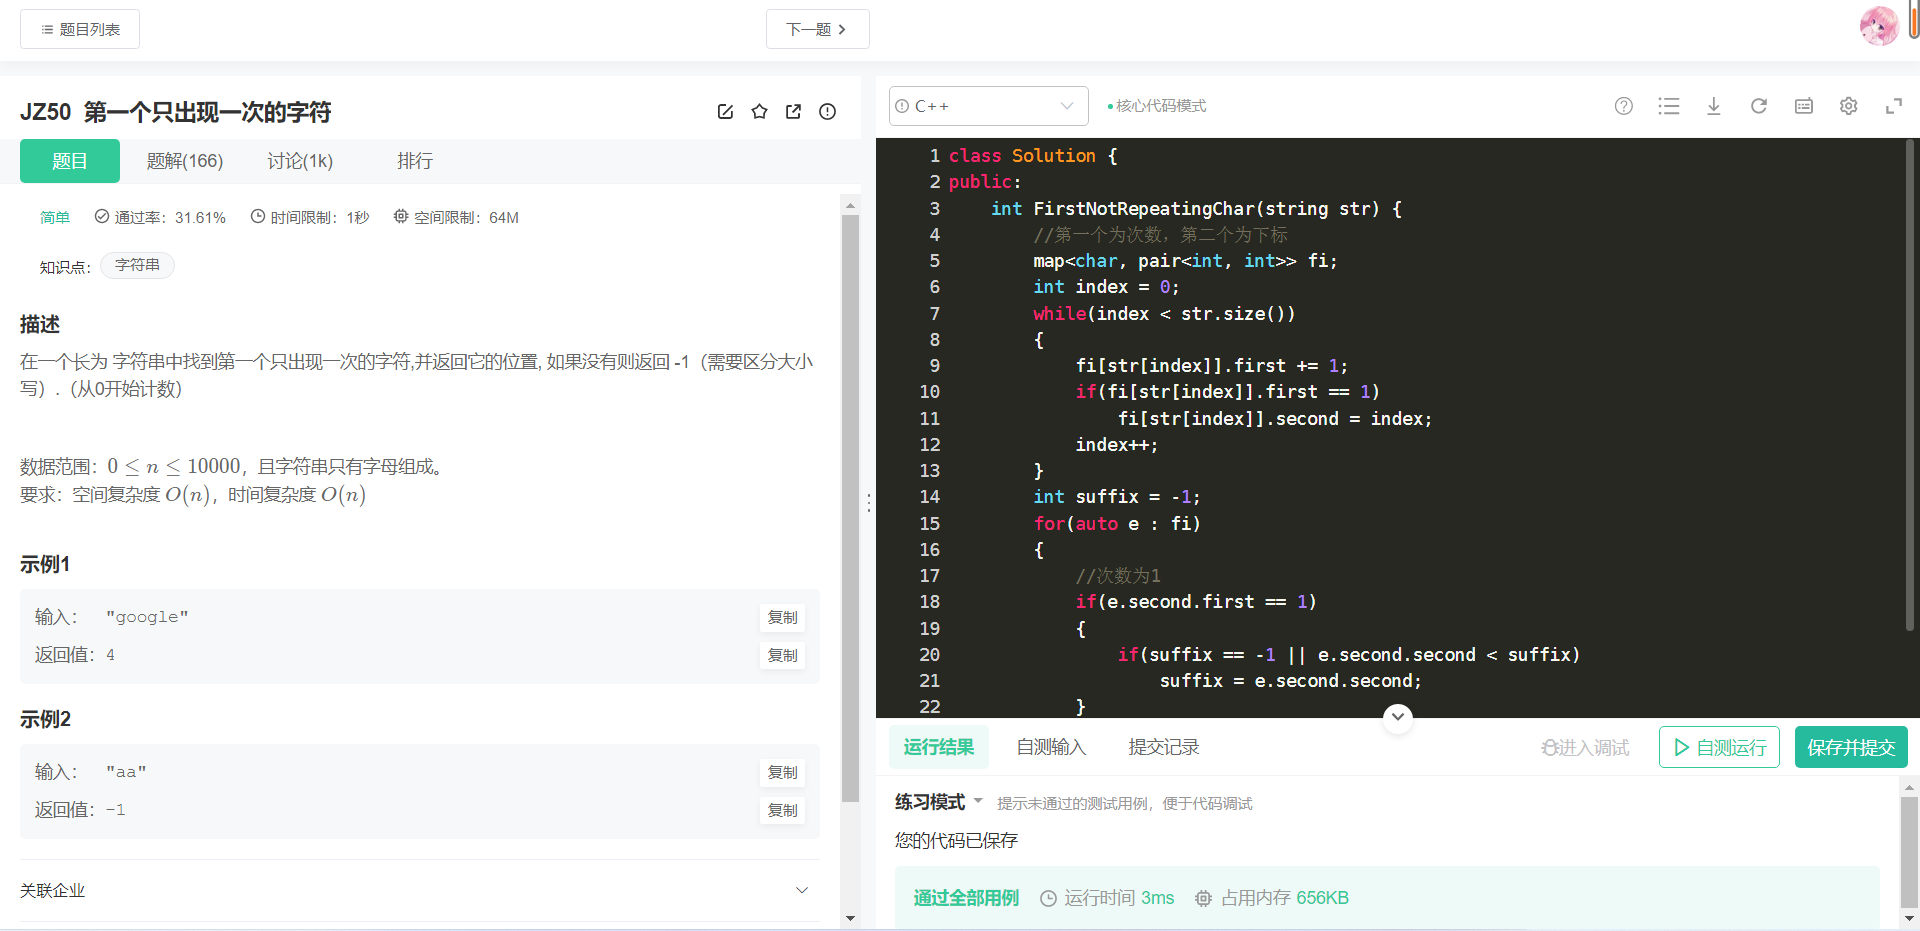 题目列表
下一题
JZ50 第一个只出现一次的字符
题目 题解(166) 讨论(1k) 排行
简单 通过率：31.61% 时间限制：1秒 空间限制：64M
知识点： 字符串
描述
在一个长为 字符串中找到第一个只出现一次的字符,并返回它的位置, 如果没有则返回 -1（需要区分大小
写）.（从0开始计数）
数据范围：0 ≤ n ≤ 10000，且字符串只有字母组成。
要求：空间复杂度 O(n)，时间复杂度 O(n)
示例1
输入： "google" 复制
返回值：4 复制
示例2
输入： "aa" 复制
返回值：-1 复制
关联企业
C++ 核心代码模式
1 class Solution {
2 public:
3     int FirstNotRepeatingChar(string str) {
4         //第一个为次数，第二个为下标
5         map<char, pair<int, int>> fi;
6         int index = 0;
7         while(index < str.size())
8         {
9             fi[str[index]].first += 1;
10             if(fi[str[index]].first == 1)
11                 fi[str[index]].second = index;
12             index++;
13         }
14         int suffix = -1;
15         for(auto e : fi)
16         {
17             //次数为1
18             if(e.second.first == 1)
19             {
20                 if(suffix == -1 || e.second.second < suffix)
21                     suffix = e.second.second;
22             }
运行结果 自测输入 提交记录 进入调试 自测运行 保存并提交
练习模式 提示未通过的测试用例，便于代码调试
您的代码已保存
通过全部用例 运行时间 3ms 占用内存 656KB